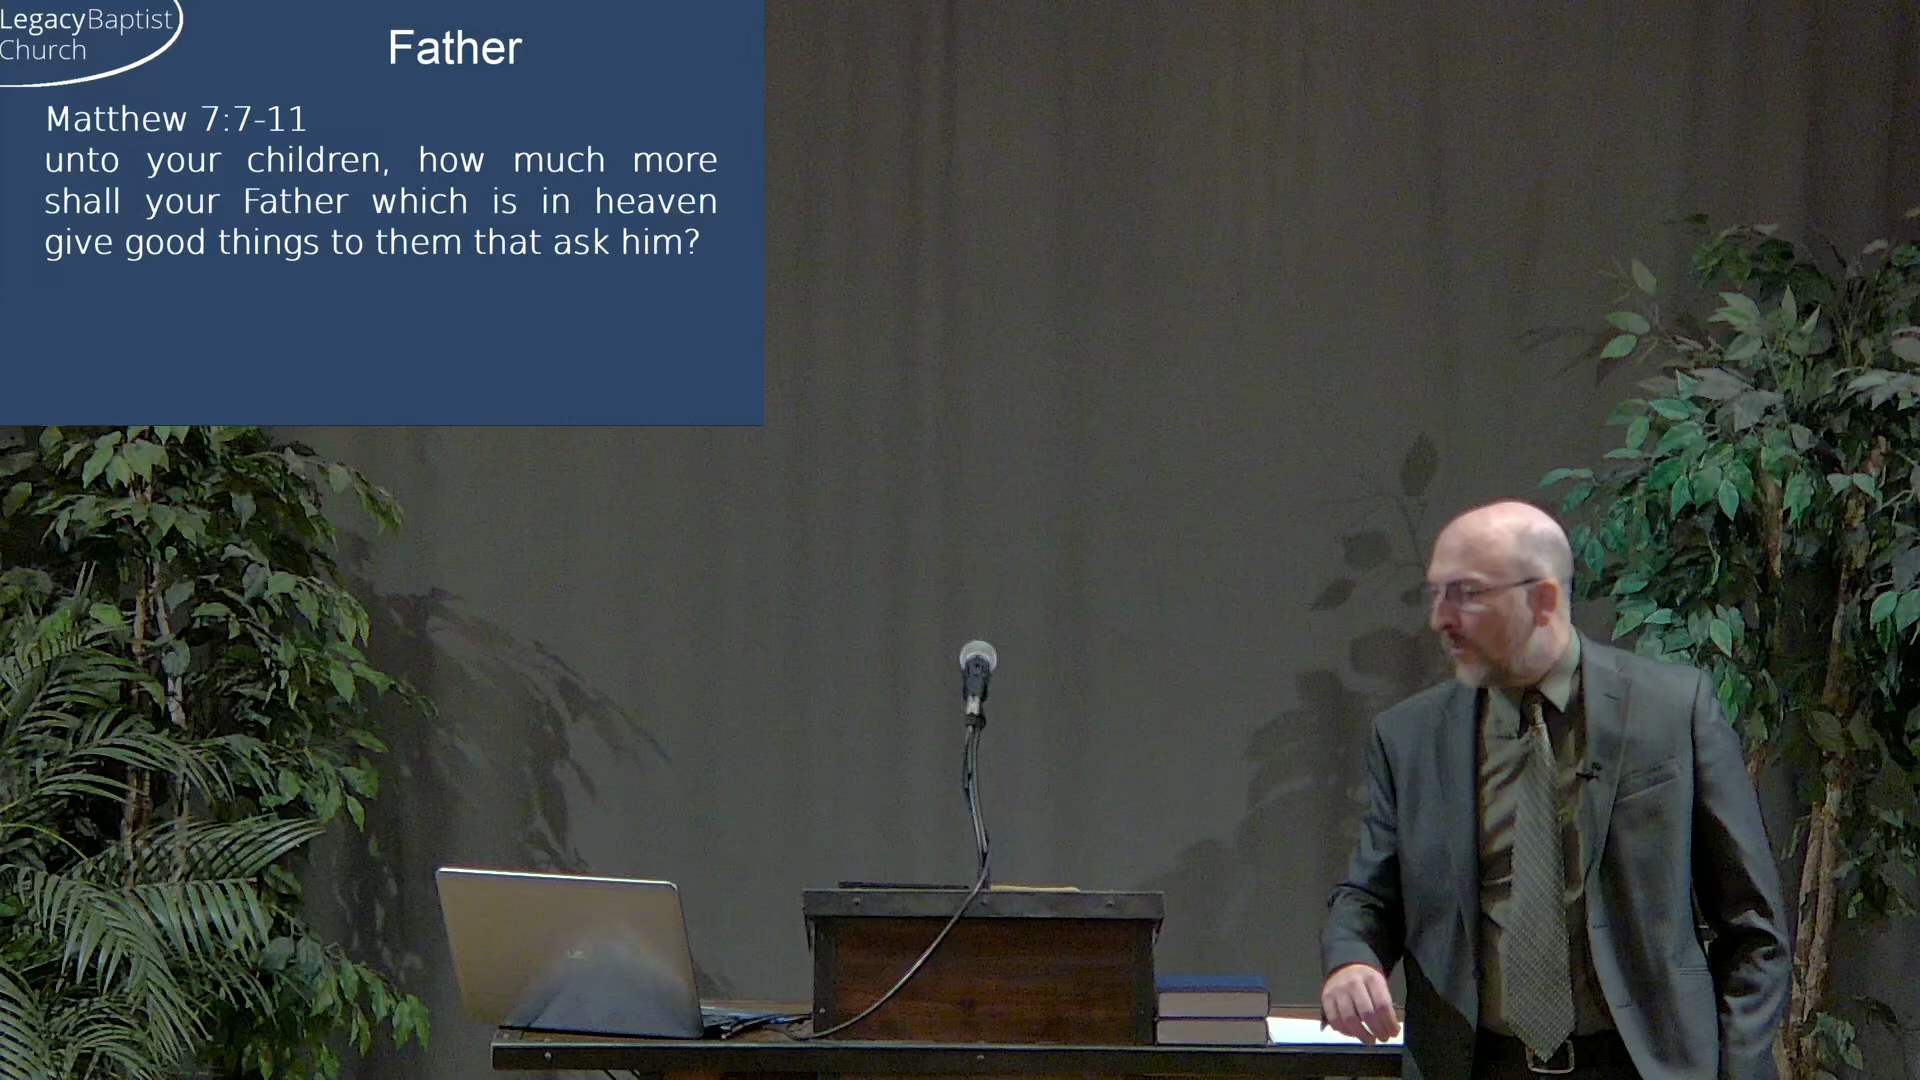 LegacyBaptist
Church
Father
Matthew 7:7-11
unto your children, how much more
shall your Father which is in heaven
give good things to them that ask him?